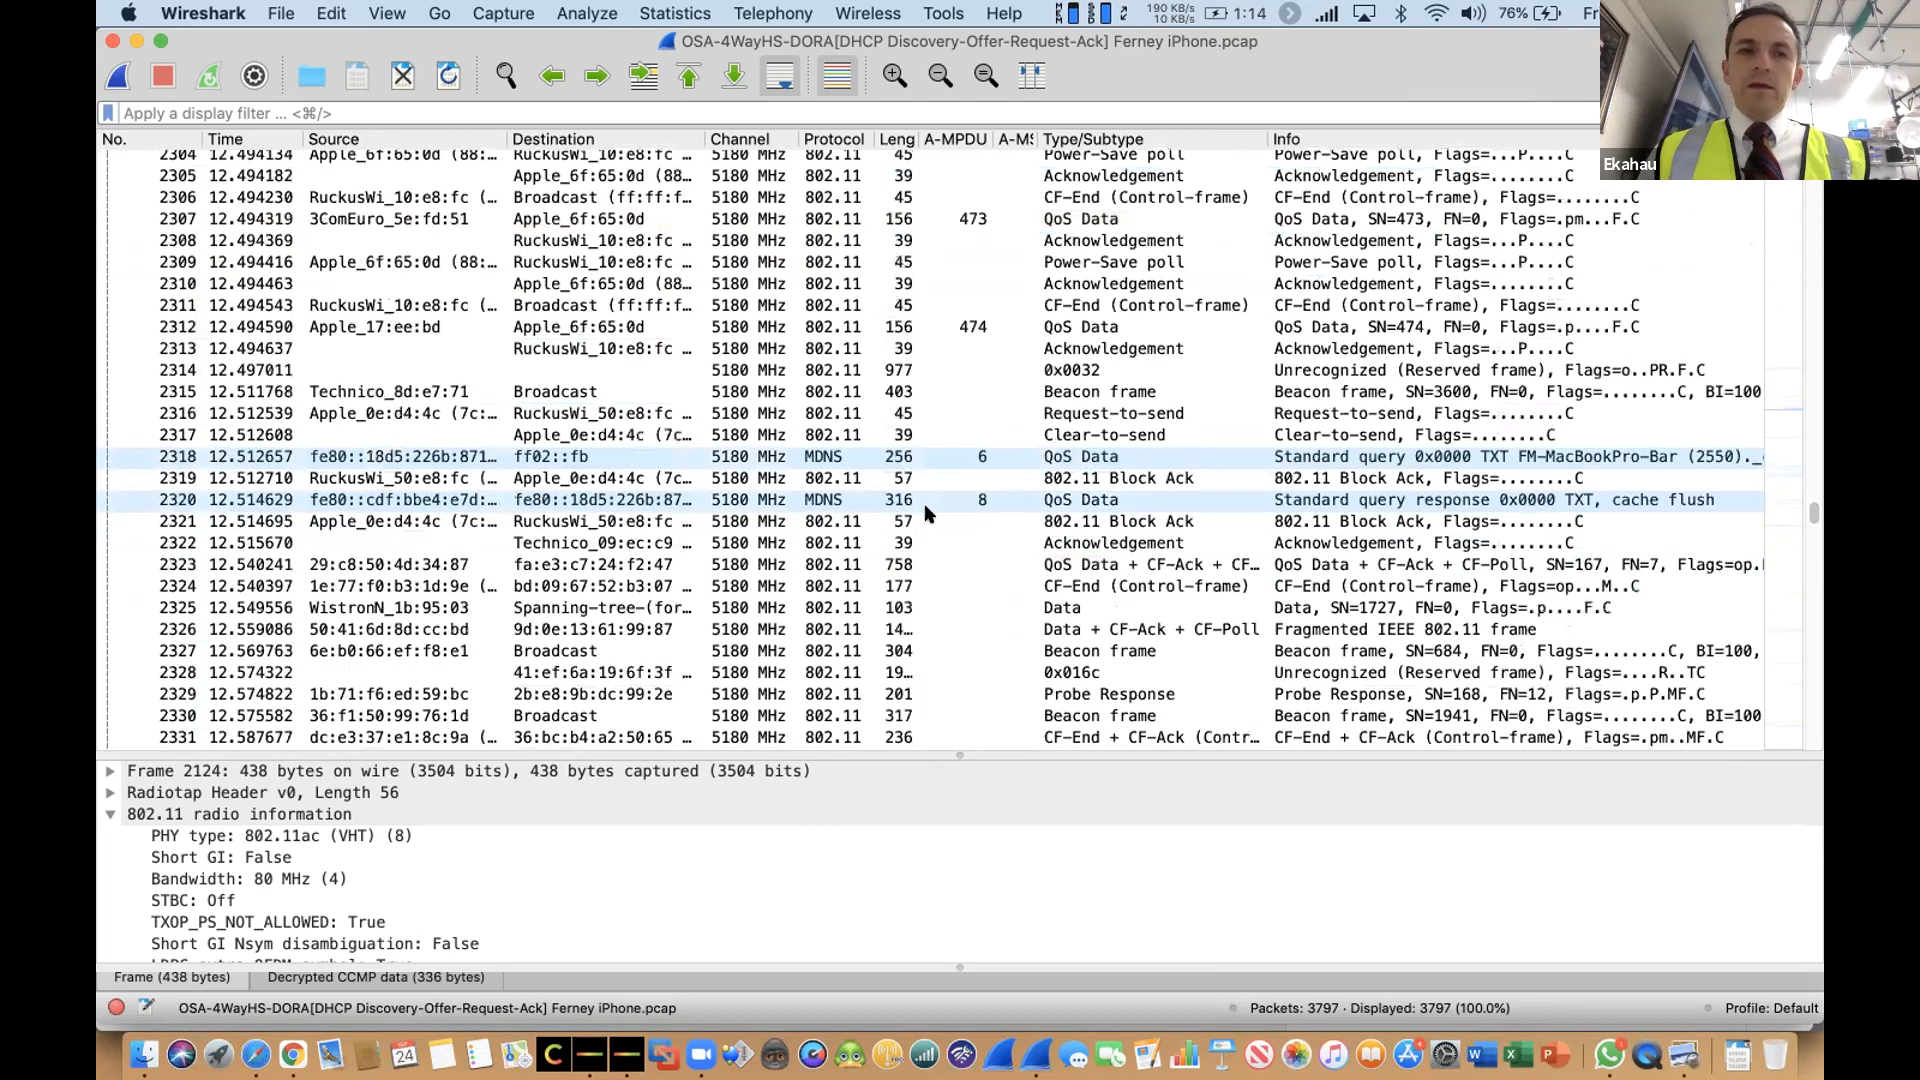 Wireshark File Edit View Go Capture Analyze Statistics Telephony Wireless Tools Help 190 KB/s 10 KB/s 1:14 76% Fr
OSA-4WayHS-DORA[DHCP Discovery-Offer-Request-Ack] Ferney iPhone.pcap
Apply a display filter ... <⌘/>
Ekahau
No. Time Source Destination Channel Protocol Leng A-MPDU A-MS Type/Subtype Info
2304 12.494134 Apple_6f:65:0d (88:… RuckusWi_10:e8:fc … 5180 MHz 802.11 45 Power-Save poll Power-Save poll, Flags=...P....C
2305 12.494182 Apple_6f:65:0d (88… 5180 MHz 802.11 39 Acknowledgement Acknowledgement, Flags=........C
2306 12.494230 RuckusWi_10:e8:fc (… Broadcast (ff:ff:f… 5180 MHz 802.11 45 CF-End (Control-frame) CF-End (Control-frame), Flags=........C
2307 12.494319 3ComEuro_5e:fd:51 Apple_6f:65:0d 5180 MHz 802.11 156 473 QoS Data QoS Data, SN=473, FN=0, Flags=.pm...F.C
2308 12.494369 RuckusWi_10:e8:fc … 5180 MHz 802.11 39 Acknowledgement Acknowledgement, Flags=...P....C
2309 12.494416 Apple_6f:65:0d (88:… RuckusWi_10:e8:fc … 5180 MHz 802.11 45 Power-Save poll Power-Save poll, Flags=...P....C
2310 12.494463 Apple_6f:65:0d (88… 5180 MHz 802.11 39 Acknowledgement Acknowledgement, Flags=........C
2311 12.494543 RuckusWi_10:e8:fc (… Broadcast (ff:ff:f… 5180 MHz 802.11 45 CF-End (Control-frame) CF-End (Control-frame), Flags=........C
2312 12.494590 Apple_17:ee:bd Apple_6f:65:0d 5180 MHz 802.11 156 474 QoS Data QoS Data, SN=474, FN=0, Flags=.p....F.C
2313 12.494637 RuckusWi_10:e8:fc … 5180 MHz 802.11 39 Acknowledgement Acknowledgement, Flags=...P....C
2314 12.497011 5180 MHz 802.11 977 0x0032 Unrecognized (Reserved frame), Flags=o..PR.F.C
2315 12.511768 Technico_8d:e7:71 Broadcast 5180 MHz 802.11 403 Beacon frame Beacon frame, SN=3600, FN=0, Flags=........C, BI=100
2316 12.512539 Apple_0e:d4:4c (7c:… RuckusWi_50:e8:fc … 5180 MHz 802.11 45 Request-to-send Request-to-send, Flags=........C
2317 12.512608 Apple_0e:d4:4c (7c… 5180 MHz 802.11 39 Clear-to-send Clear-to-send, Flags=........C
2318 12.512657 fe80::18d5:226b:871… ff02::fb 5180 MHz MDNS 256 6 QoS Data Standard query 0x0000 TXT FM-MacBookPro-Bar (2550)._
2319 12.512710 RuckusWi_50:e8:fc (… Apple_0e:d4:4c (7c… 5180 MHz 802.11 57 802.11 Block Ack 802.11 Block Ack, Flags=........C
2320 12.514629 fe80::cdf:bbe4:e7d:… fe80::18d5:226b:87… 5180 MHz MDNS 316 8 QoS Data Standard query response 0x0000 TXT, cache flush
2321 12.514695 Apple_0e:d4:4c (7c:… RuckusWi_50:e8:fc … 5180 MHz 802.11 57 802.11 Block Ack 802.11 Block Ack, Flags=........C
2322 12.515670 Technico_09:ec:c9 … 5180 MHz 802.11 39 Acknowledgement Acknowledgement, Flags=........C
2323 12.540241 29:c8:50:4d:34:87 fa:e3:c7:24:f2:47 5180 MHz 802.11 758 QoS Data + CF-Ack + CF… QoS Data + CF-Ack + CF-Poll, SN=167, FN=7, Flags=op.
2324 12.540397 1e:77:f0:b3:1d:9e (… bd:09:67:52:b3:07 … 5180 MHz 802.11 177 CF-End (Control-frame) CF-End (Control-frame), Flags=op...M..C
2325 12.549556 WistronN_1b:95:03 Spanning-tree-(for… 5180 MHz 802.11 103 Data Data, SN=1727, FN=0, Flags=.p....F.C
2326 12.559086 50:41:6d:8d:cc:bd 9d:0e:13:61:99:87 5180 MHz 802.11 14… Data + CF-Ack + CF-Poll Fragmented IEEE 802.11 frame
2327 12.569763 6e:b0:66:ef:f8:e1 Broadcast 5180 MHz 802.11 304 Beacon frame Beacon frame, SN=684, FN=0, Flags=........C, BI=100,
2328 12.574322 41:ef:6a:19:6f:3f … 5180 MHz 802.11 19… 0x016c Unrecognized (Reserved frame), Flags=....R..TC
2329 12.574822 1b:71:f6:ed:59:bc 2b:e8:9b:dc:99:2e 5180 MHz 802.11 201 Probe Response Probe Response, SN=168, FN=12, Flags=.p.P.MF.C
2330 12.575582 36:f1:50:99:76:1d Broadcast 5180 MHz 802.11 317 Beacon frame Beacon frame, SN=1941, FN=0, Flags=........C, BI=100
2331 12.587677 dc:e3:37:e1:8c:9a (… 36:bc:b4:a2:50:65 … 5180 MHz 802.11 236 CF-End + CF-Ack (Contr… CF-End + CF-Ack (Control-frame), Flags=.pm..MF.C
Frame 2124: 438 bytes on wire (3504 bits), 438 bytes captured (3504 bits)
Radiotap Header v0, Length 56
802.11 radio information
PHY type: 802.11ac (VHT) (8)
Short GI: False
Bandwidth: 80 MHz (4)
STBC: Off
TXOP_PS_NOT_ALLOWED: True
Short GI Nsym disambiguation: False
Frame (438 bytes) Decrypted CCMP data (336 bytes)
OSA-4WayHS-DORA[DHCP Discovery-Offer-Request-Ack] Ferney iPhone.pcap Packets: 3797 · Displayed: 3797 (100.0%) Profile: Default
24